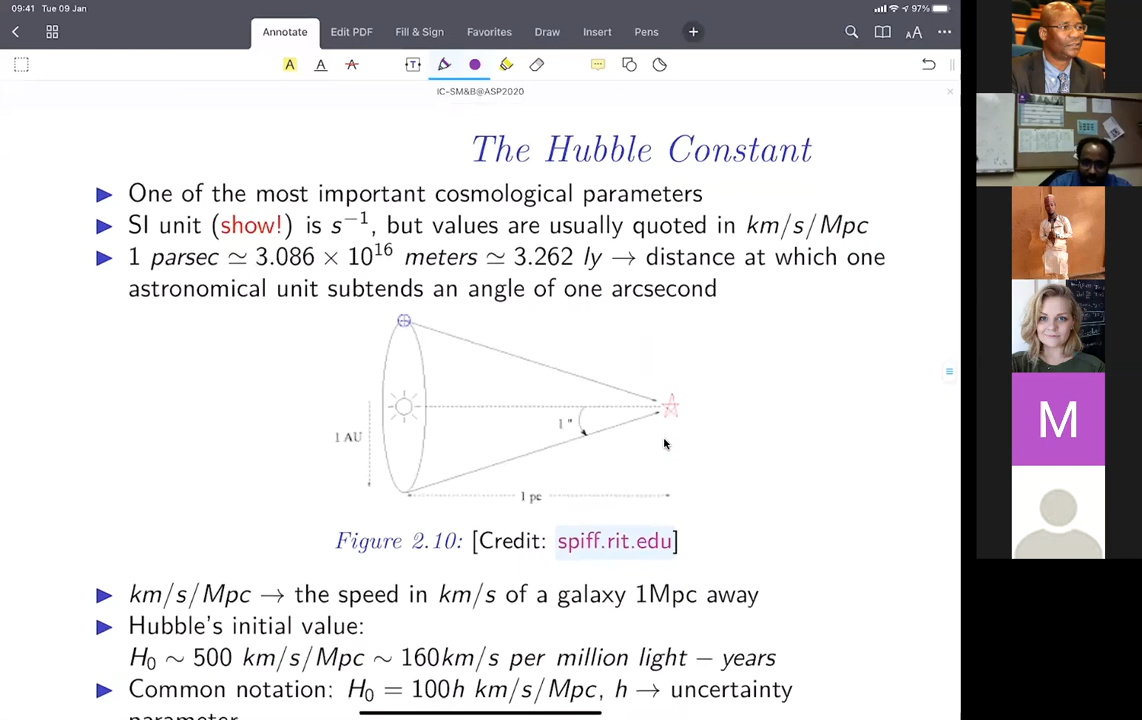 09:41 Tue 09 Jan
97%
Annotate Edit PDF Fill & Sign Favorites Draw Insert Pens
AA
A A A T
IC-SM&B@ASP2020
The Hubble Constant
One of the most important cosmological parameters
SI unit (show!) is s⁻¹, but values are usually quoted in km/s/Mpc
1 parsec ≃ 3.086 × 10¹⁶ meters ≃ 3.262 ly → distance at which one
astronomical unit subtends an angle of one arcsecond
1 "
1 AU
1 pc
Figure 2.10: [Credit: spiff.rit.edu]
km/s/Mpc → the speed in km/s of a galaxy 1Mpc away
Hubble's initial value:
H₀ ∼ 500 km/s/Mpc ∼ 160km/s per million light − years
Common notation: H₀ = 100h km/s/Mpc, h → uncertainty
parameter
M